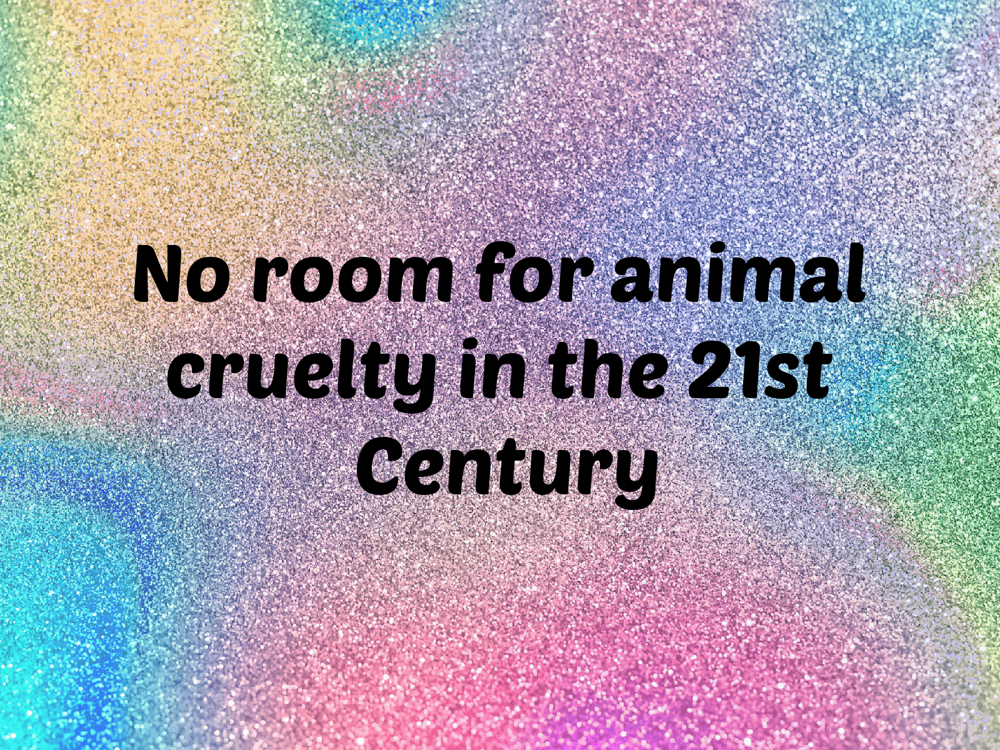 No room for animal
cruelty in the 21st
Century